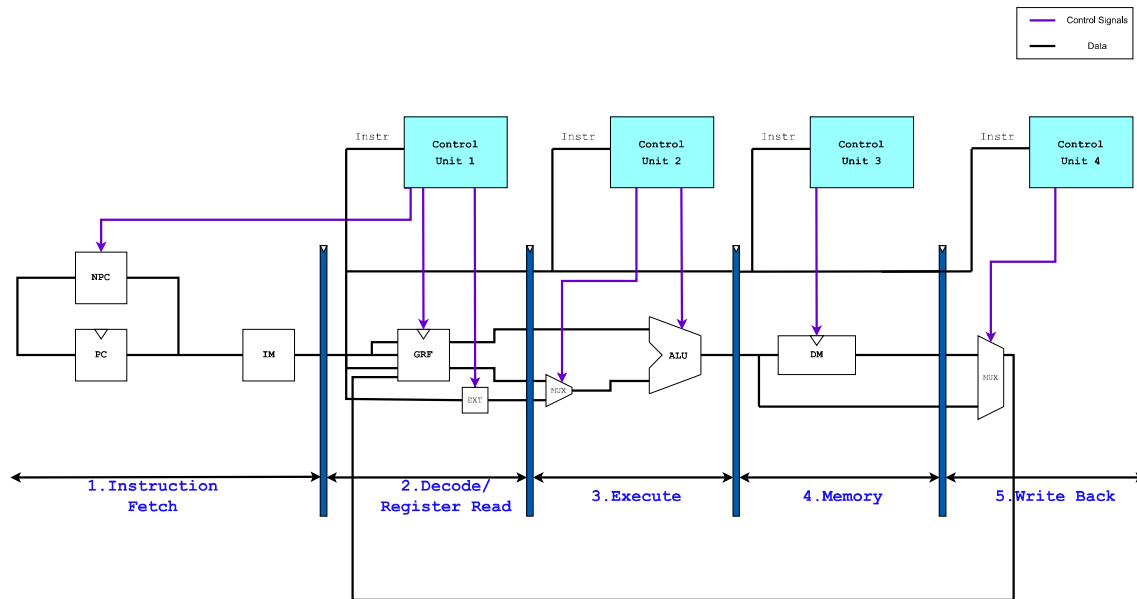 Control Signals
Data
Instr
Control
Unit 1
Instr
Control
Unit 2
Instr
Control
Unit 3
Instr
Control
Unit 4
NPC
PC
IM
GRF
EXT
MUX
ALU
DM
MUX
1.Instruction
Fetch
2.Decode/
Register Read
3.Execute
4.Memory
5.Write Back